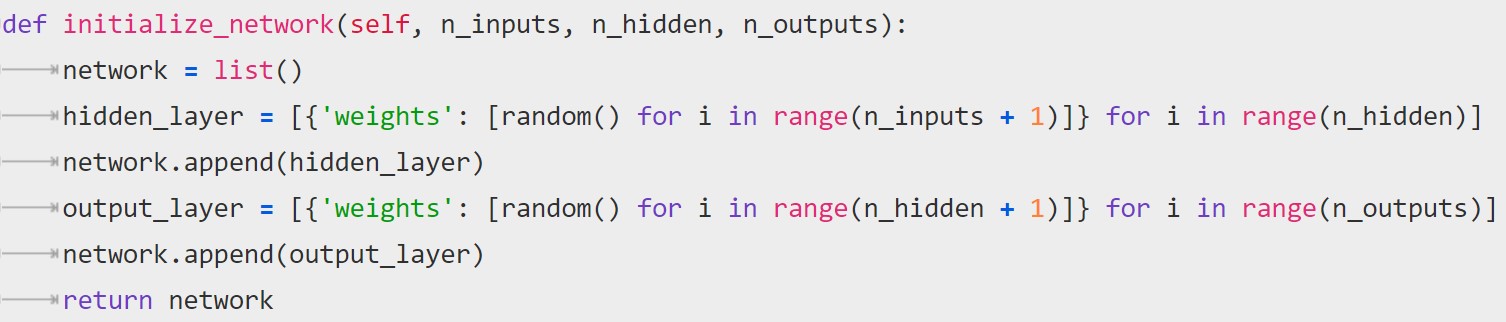 def initialize_network(self, n_inputs, n_hidden, n_outputs):
network = list()
hidden_layer = [{'weights': [random() for i in range(n_inputs + 1)]} for i in range(n_hidden)]
network.append(hidden_layer)
output_layer = [{'weights': [random() for i in range(n_hidden + 1)]} for i in range(n_outputs)]
network.append(output_layer)
return network